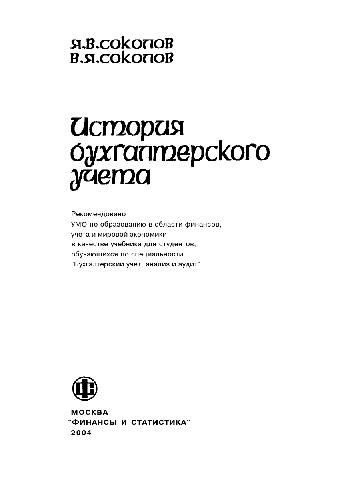 Я.В.СОКОЛОВ
В.Я.СОКОЛОВ
История
бухгалтерского
учета
Рекомендовано
УМО по образованию в области финансов,
учета и мировой экономики
в качестве учебника для студентов,
обучающихся по специальности
"Бухгалтерский учет, анализ и аудит"
МОСКВА
"ФИНАНСЫ И СТАТИСТИКА"
2004